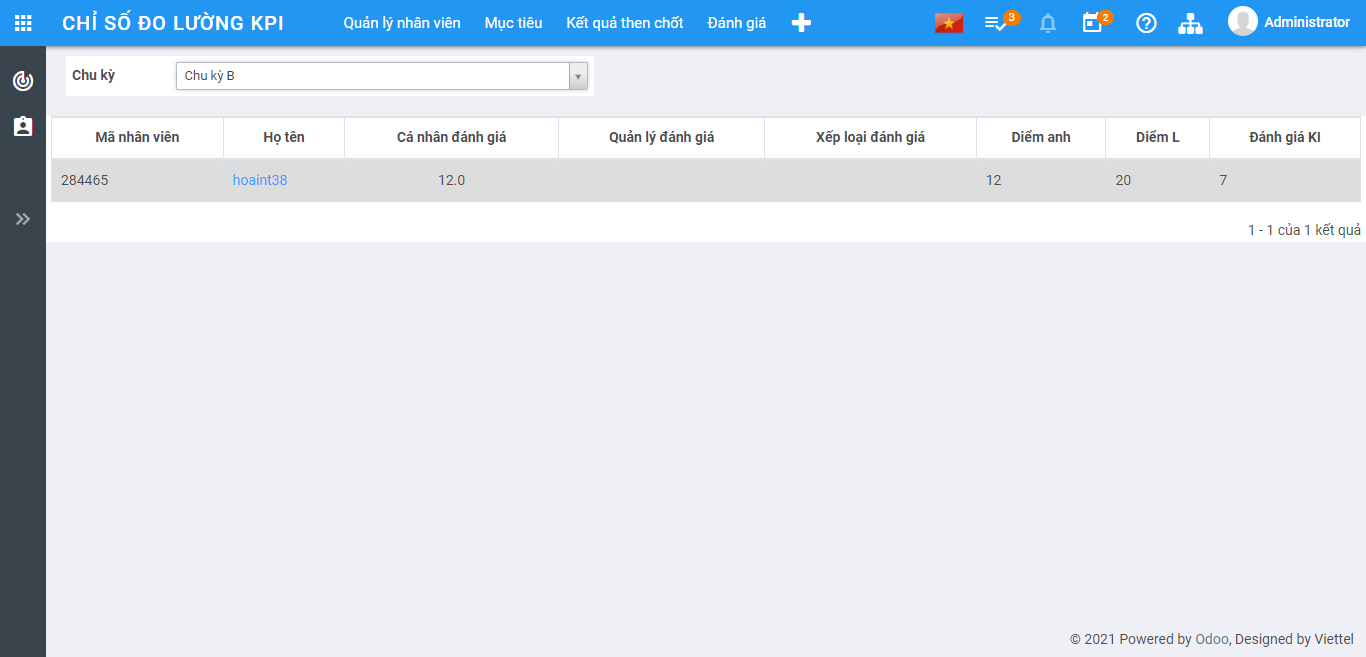 CHỈ SỐ ĐO LƯỜNG KPI Quản lý nhân viên Mục tiêu Kết quả then chốt Đánh giá 3 2 Administrator
Chu kỳ Chu kỳ B
Mã nhân viên Họ tên Cá nhân đánh giá Quản lý đánh giá Xếp loại đánh giá Diểm anh Diểm L Đánh giá KI
284465 hoaint38 12.0 12 20 7
1 - 1 của 1 kết quả
© 2021 Powered by Odoo, Designed by Viettel